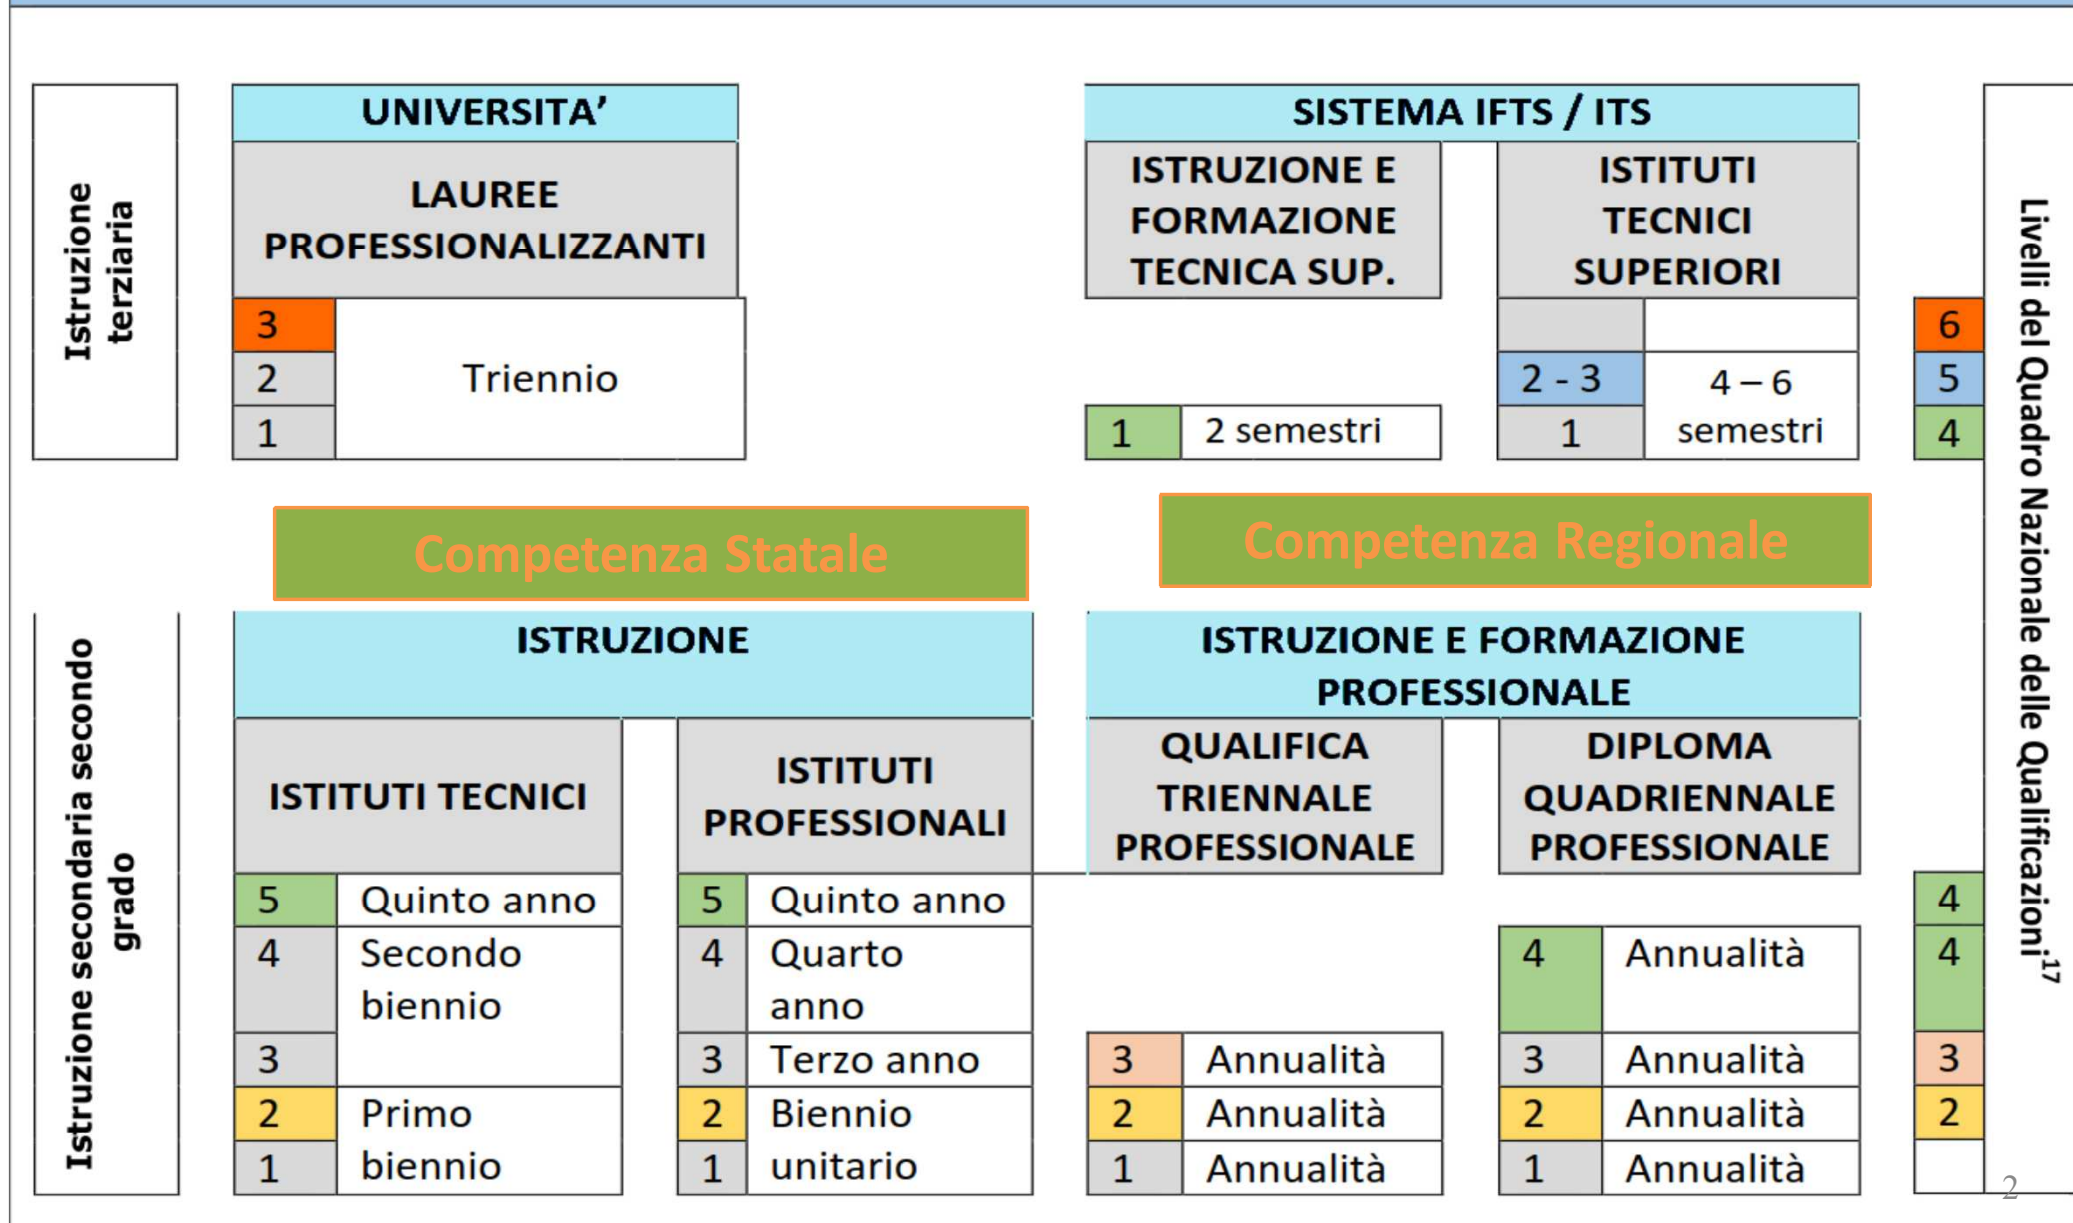 Istruzione
terziaria
UNIVERSITA’
LAUREE
PROFESSIONALIZZANTI
3
2
1
Triennio
SISTEMA IFTS / ITS
ISTRUZIONE E
FORMAZIONE
TECNICA SUP.
1
2 semestri
ISTITUTI
TECNICI
SUPERIORI
2 - 3
1
4 – 6
semestri
6
5
4
Livelli del Quadro Nazionale delle Qualificazioni¹⁷
Competenza Statale
Competenza Regionale
Istruzione secondaria secondo
grado
ISTRUZIONE
ISTITUTI TECNICI
5 Quinto anno
4 Secondo
biennio
3
2 Primo
1 biennio
ISTITUTI
PROFESSIONALI
5 Quinto anno
4 Quarto
anno
3 Terzo anno
2 Biennio
1 unitario
ISTRUZIONE E FORMAZIONE
PROFESSIONALE
QUALIFICA
TRIENNALE
PROFESSIONALE
3 Annualità
2 Annualità
1 Annualità
DIPLOMA
QUADRIENNALE
PROFESSIONALE
4 Annualità
3 Annualità
2 Annualità
1 Annualità
4
4
3
2
2